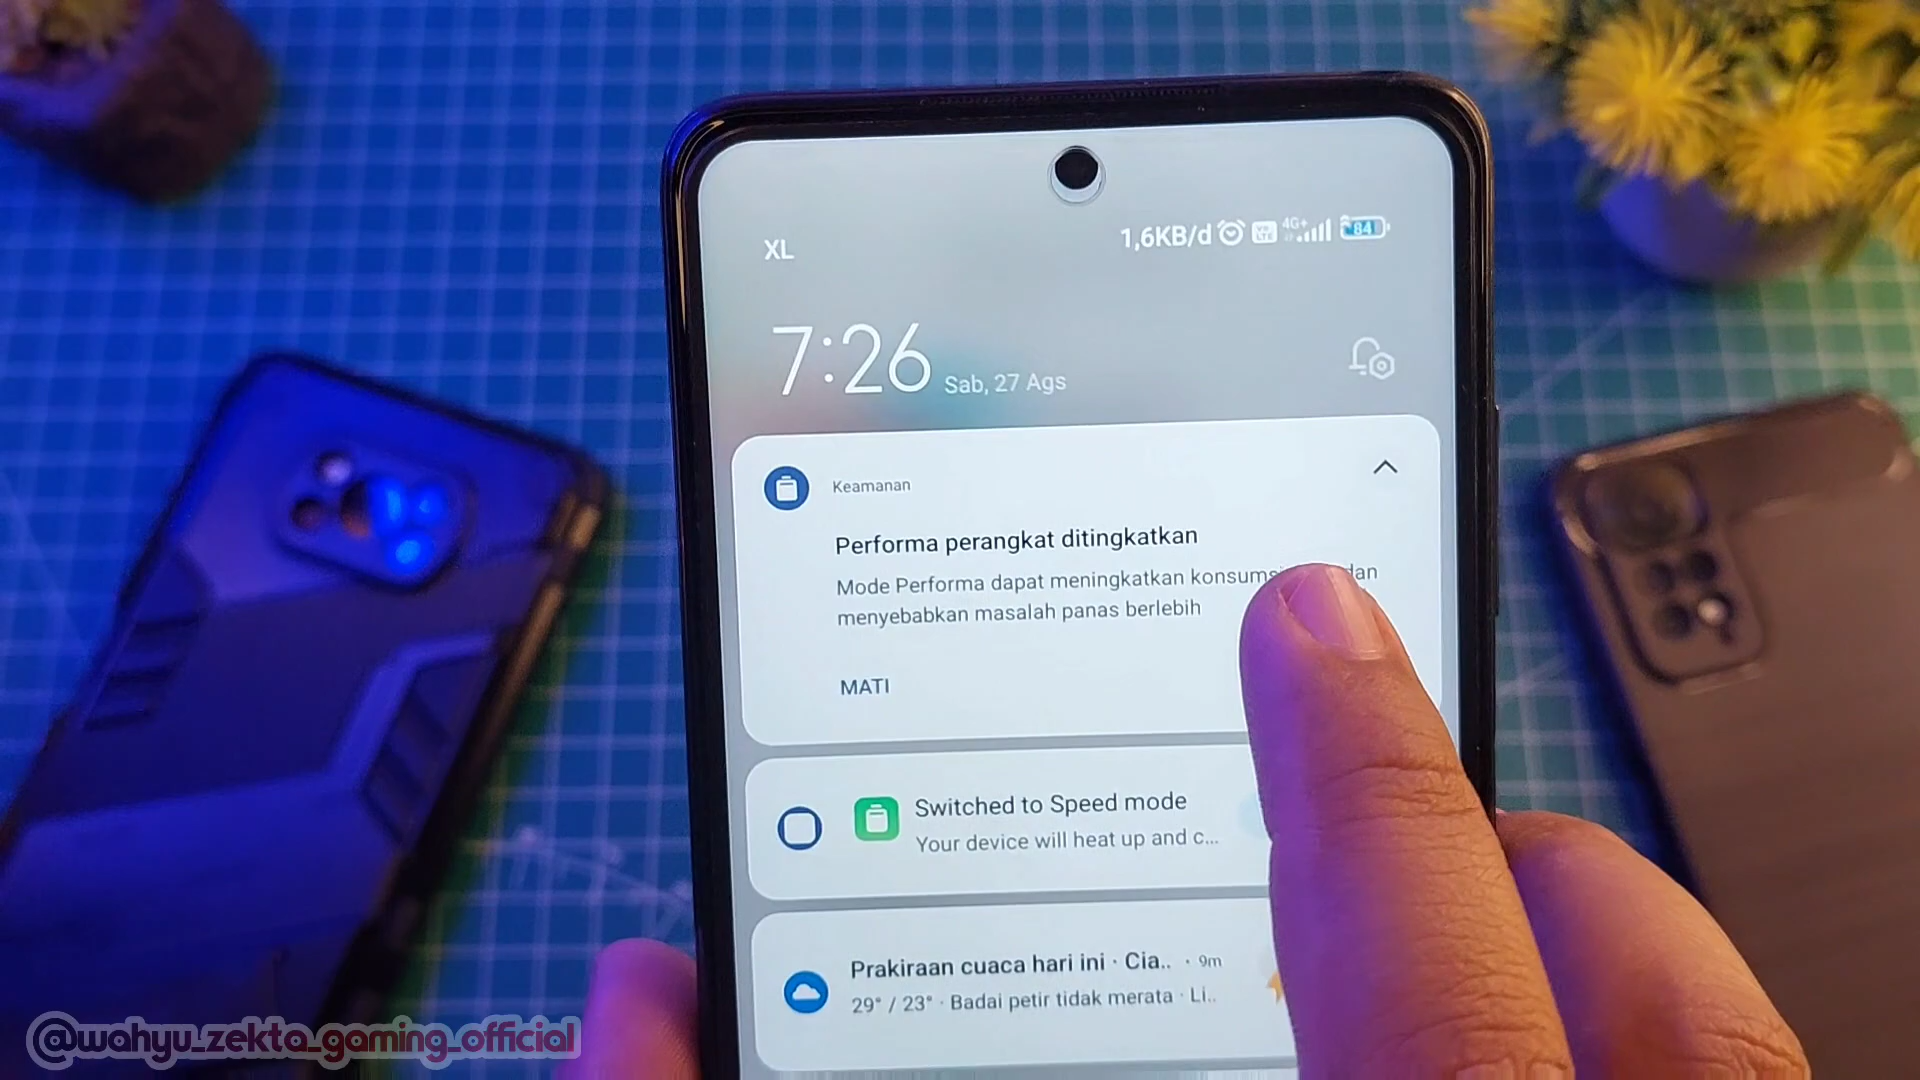 XL
1,6KB/d
4G+
84
7:26 Sab, 27 Ags
Keamanan
Performa perangkat ditingkatkan
Mode Performa dapat meningkatkan dan
menyebabkan masalah panas berlebih
MATI
Switched to Speed mode
Your device will heat up and c...
Prakiraan cuaca hari ini · Cia.. · 9m
29° / 23° · Badai petir tidak merata · Li..
@wahyu_zekta_gaming_official